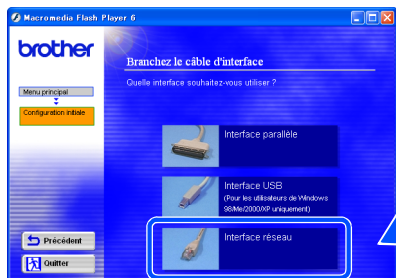 Macromedia Flash Player 6
brother
Branchez le câble d'interface
Quelle interface souhaitez-vous utiliser ?
Menu principal
Configuration initiale
Interface parallèle
Interface USB
(Pour les utilisateurs de Windows
98/Me/2000/XP uniquement)
Interface réseau
Précédent
Quitter